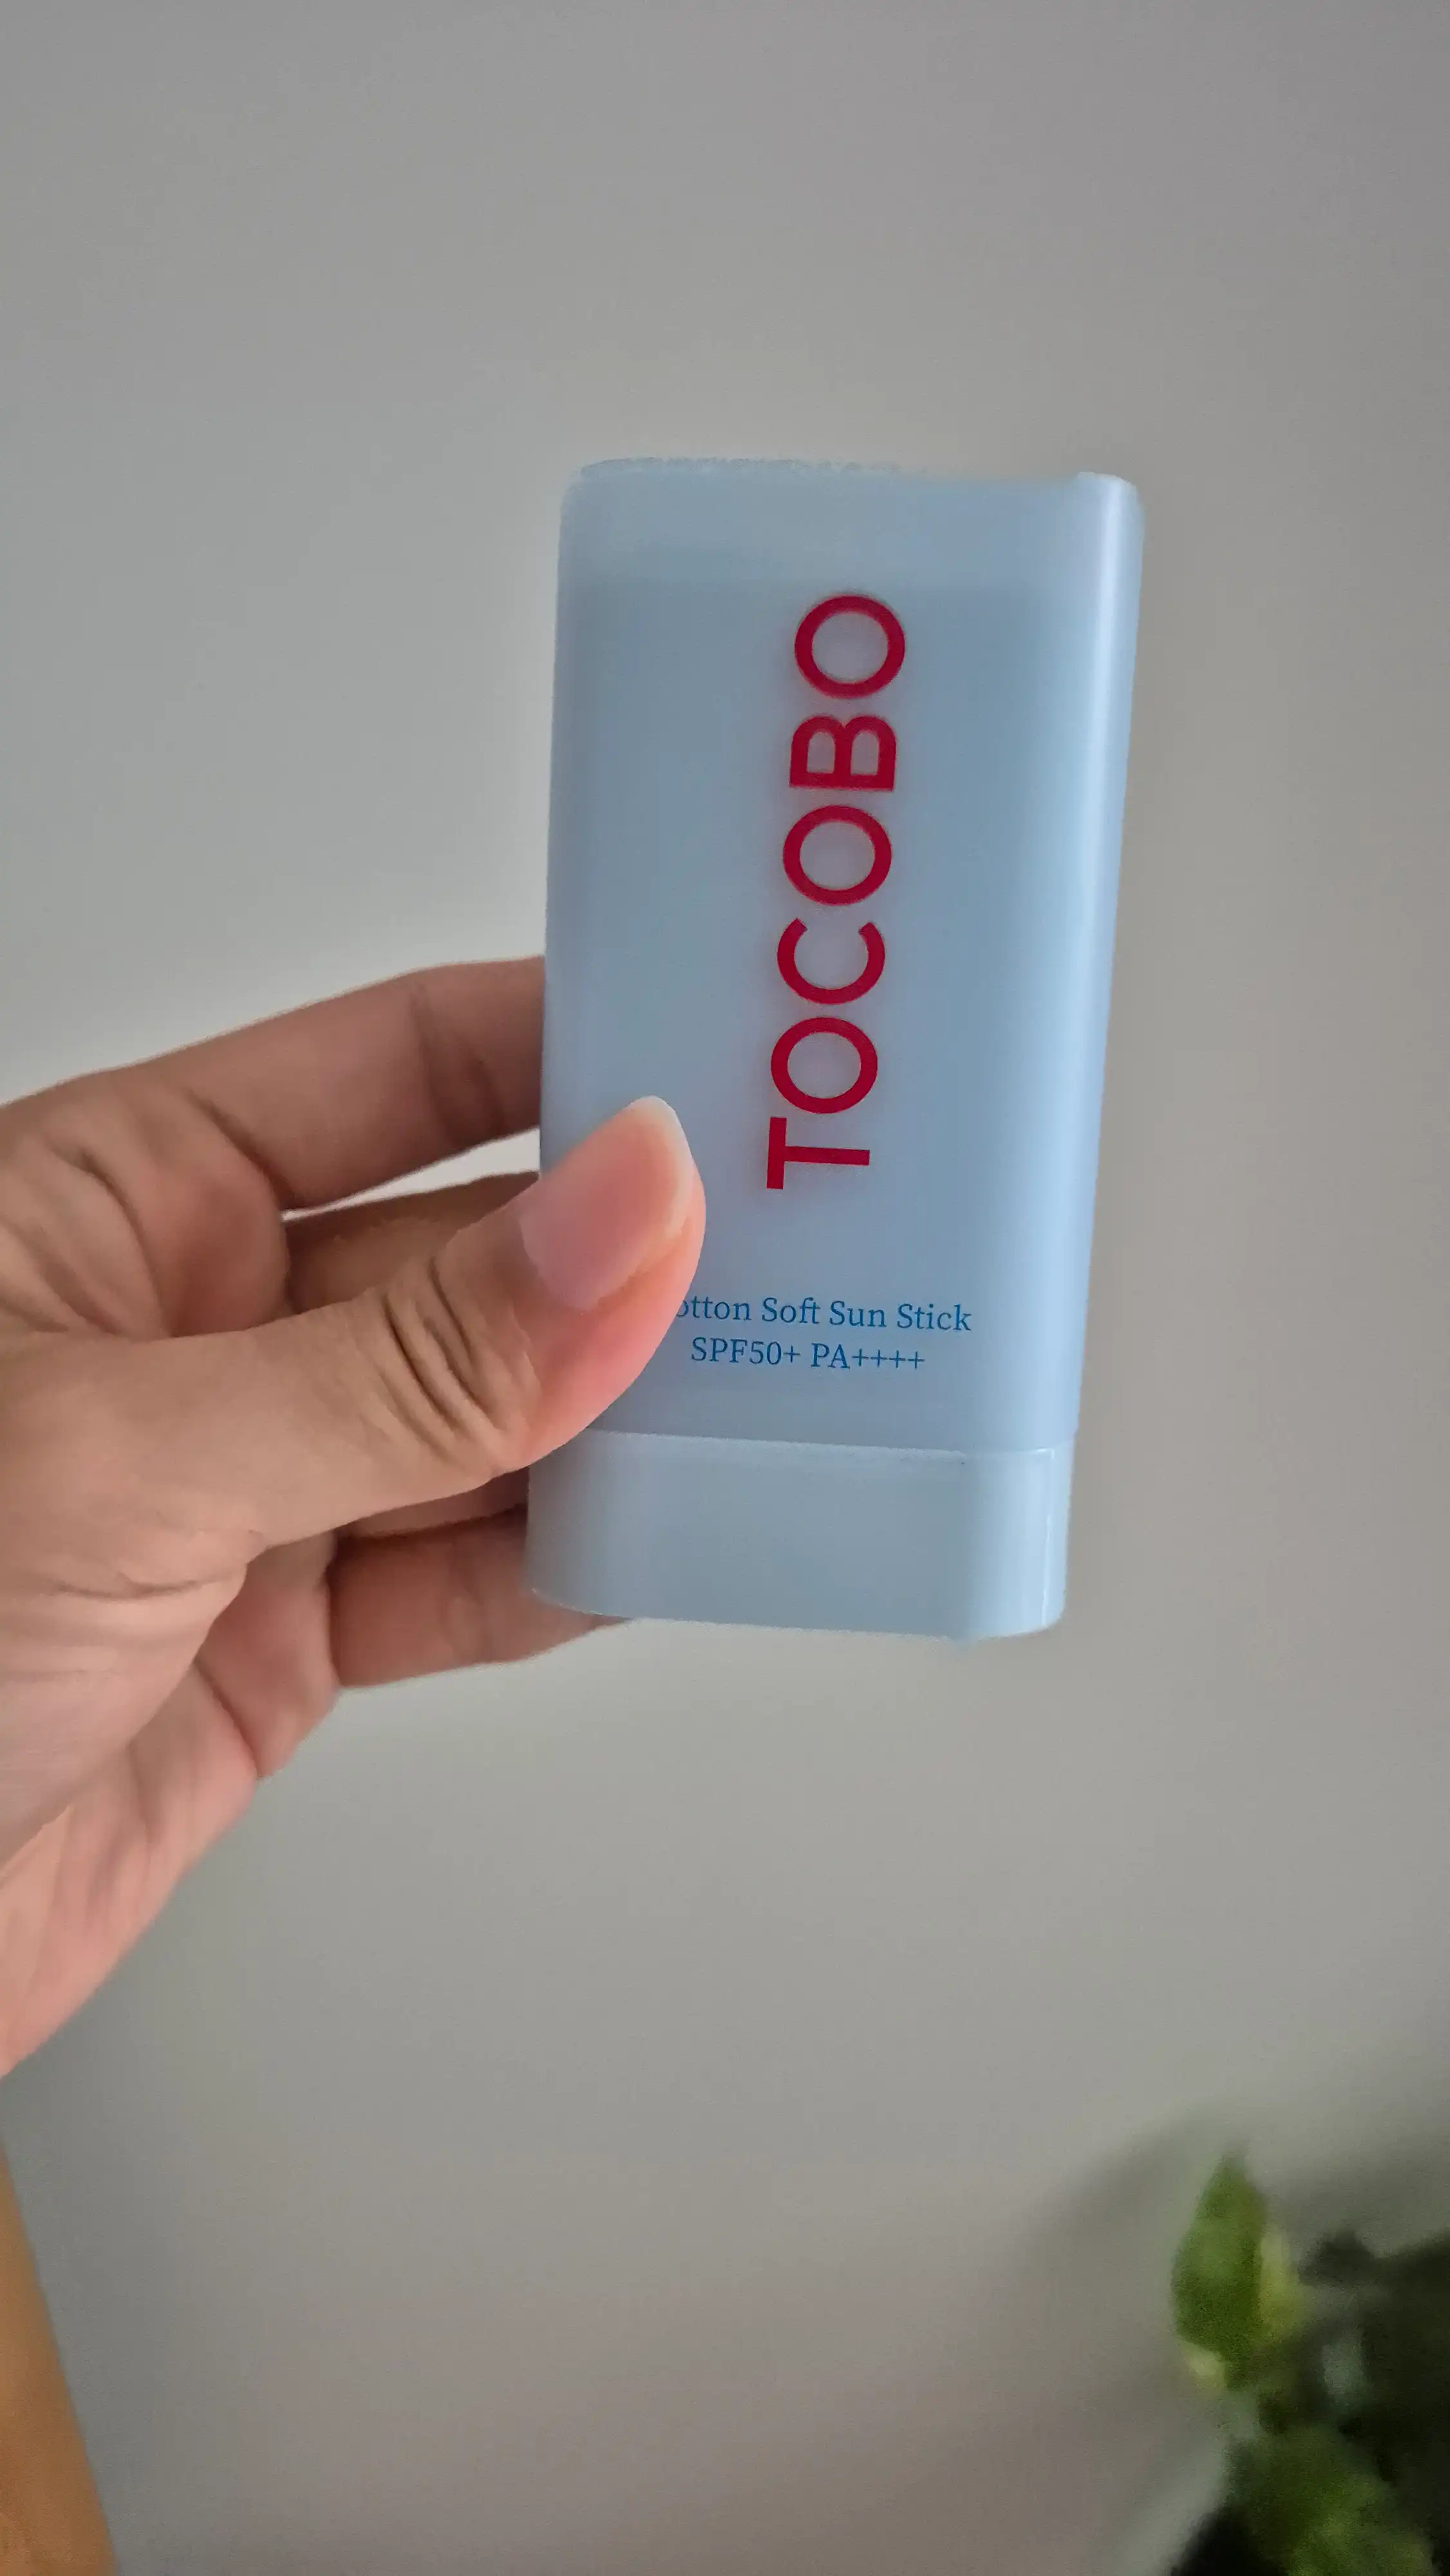 TOCOBO
otton Soft Sun Stick
SPF50+ PA++++